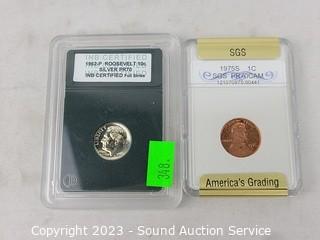 INB CERTIFIED
1962-P ROOSEVELT 10c
SILVER PR70
INB CERTIFIED Full Strike
LIBERTY
348.
SGS
1975S 1C
SGS
America's Grading
Copyright 2023 - Sound Auction Service